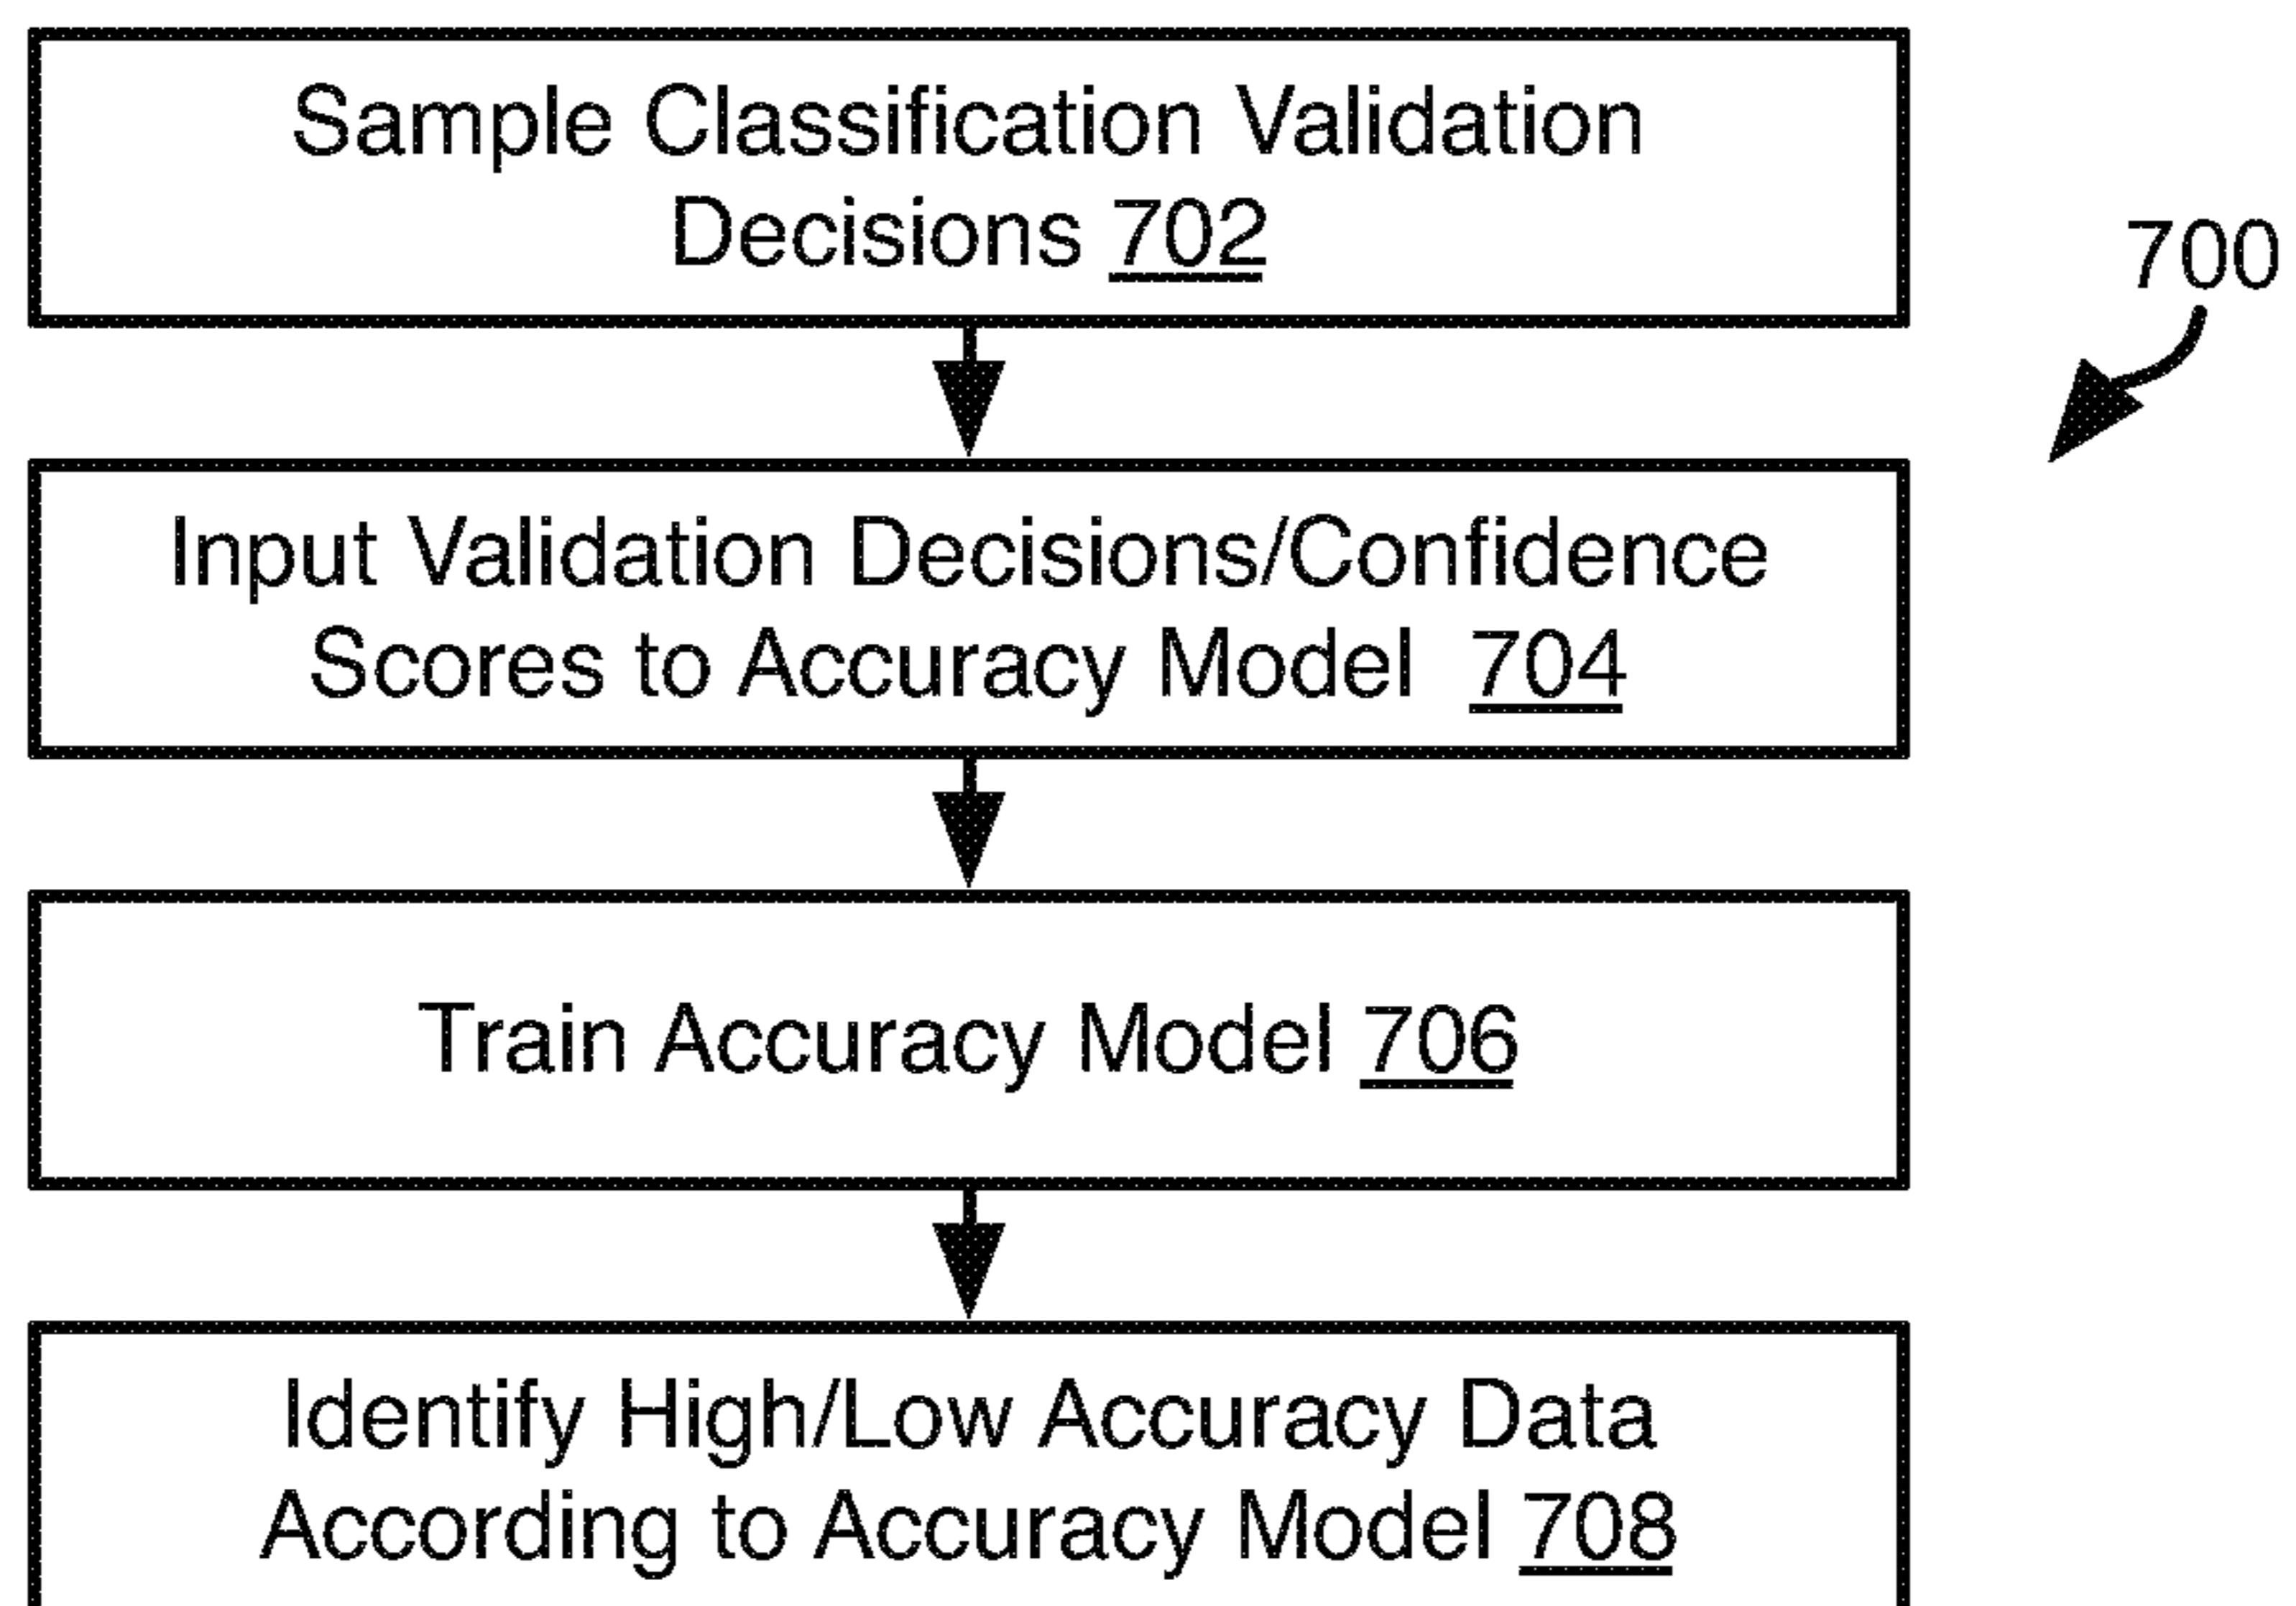 Sample Classification Validation
Decisions 702
700
Input Validation Decisions/Confidence
Scores to Accuracy Model 704
Train Accuracy Model 706
Identify High/Low Accuracy Data
According to Accuracy Model 708